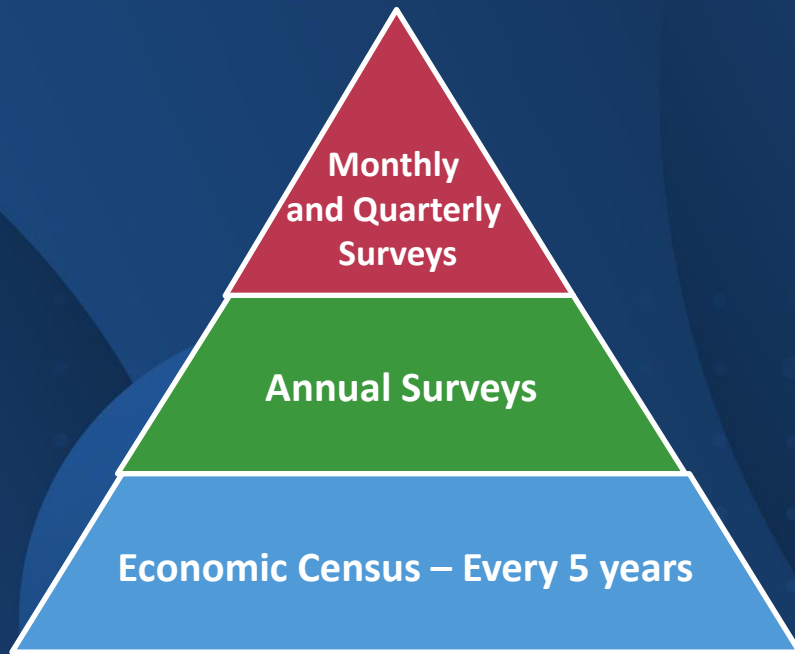 Monthly
and Quarterly
Surveys
Annual Surveys
Economic Census – Every 5 years